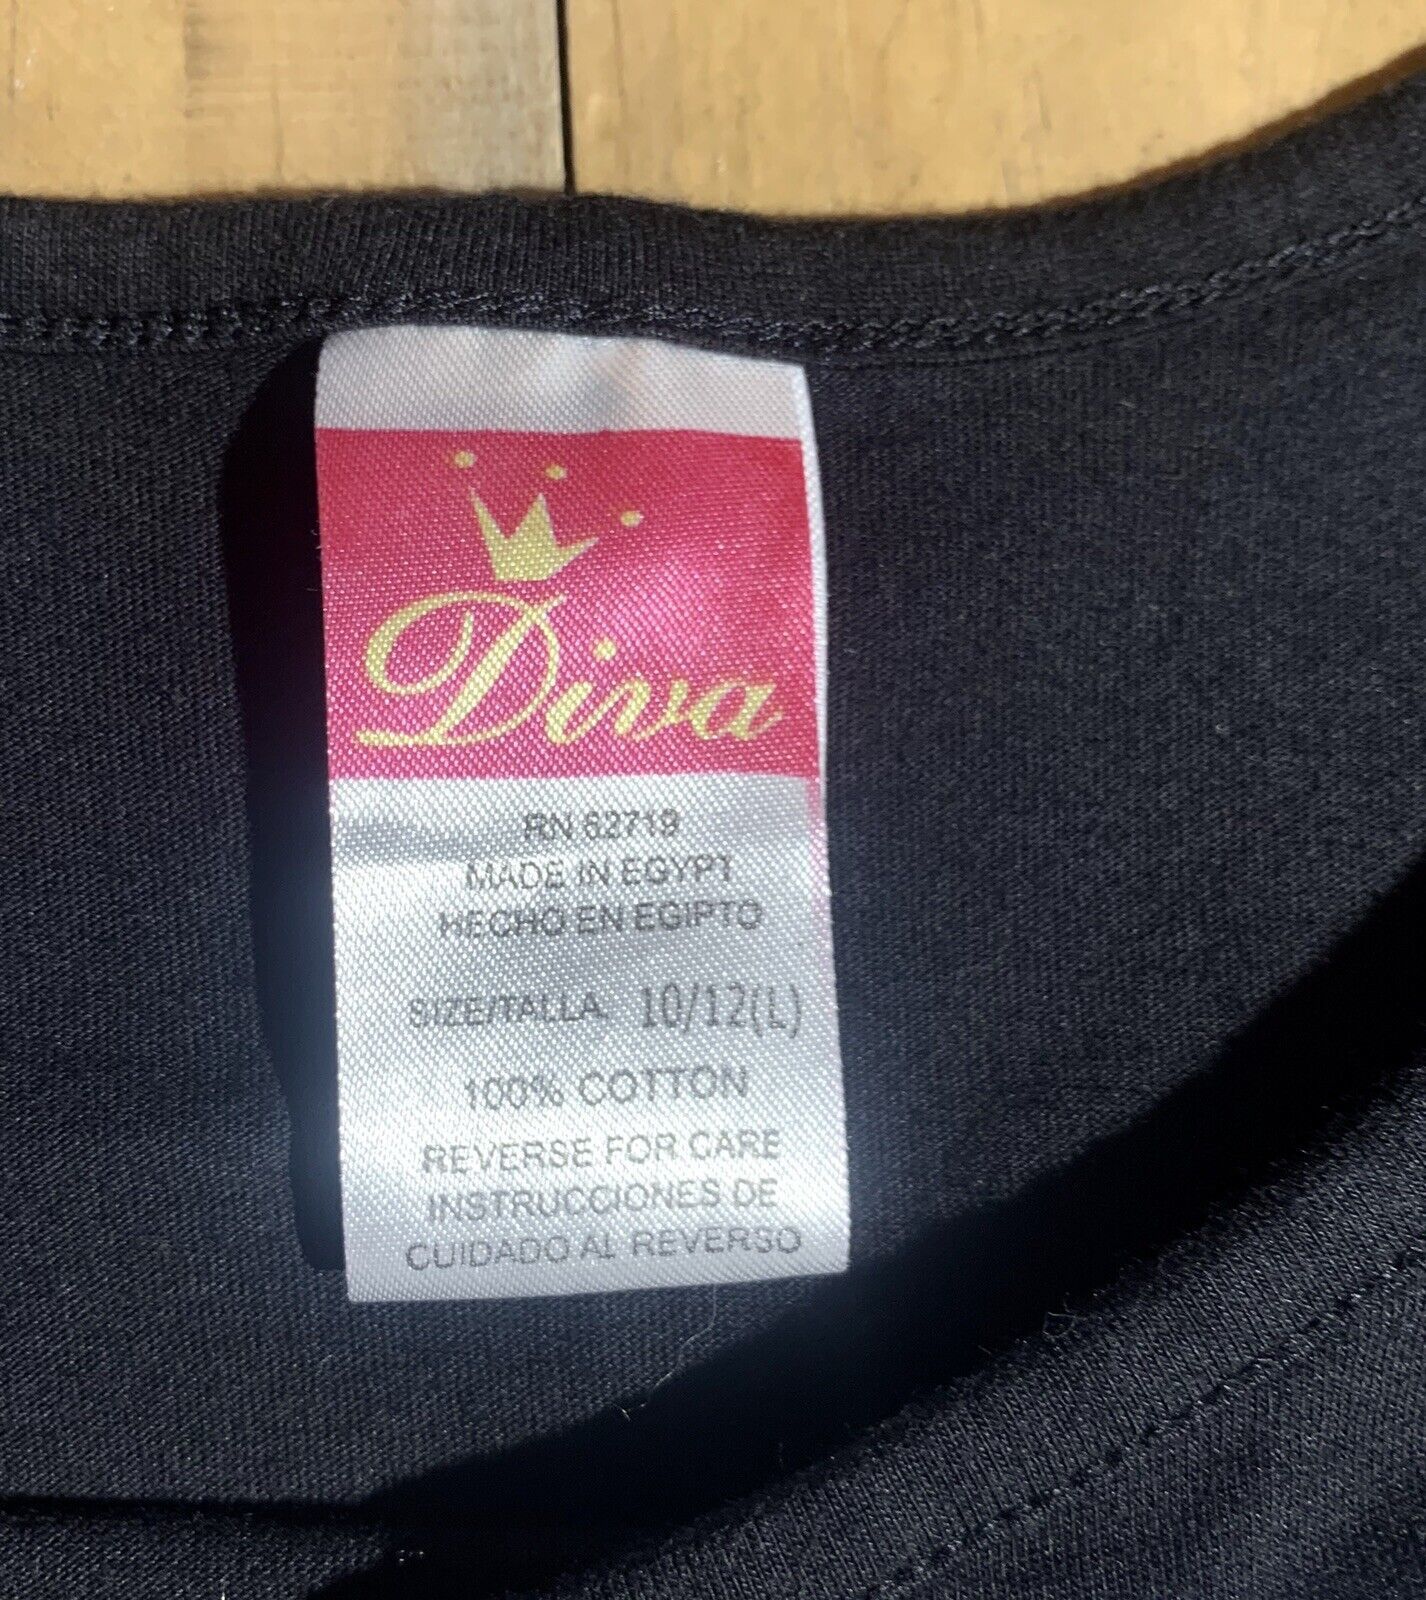 Diva
RN 62719
MADE IN EGYPT
HECHO EN EGIPTO
SIZE/TALLA 10/12(L)
100% COTTON
REVERSE FOR CARE
INSTRUCCIONES DE
CUIDADO AL REVERSO